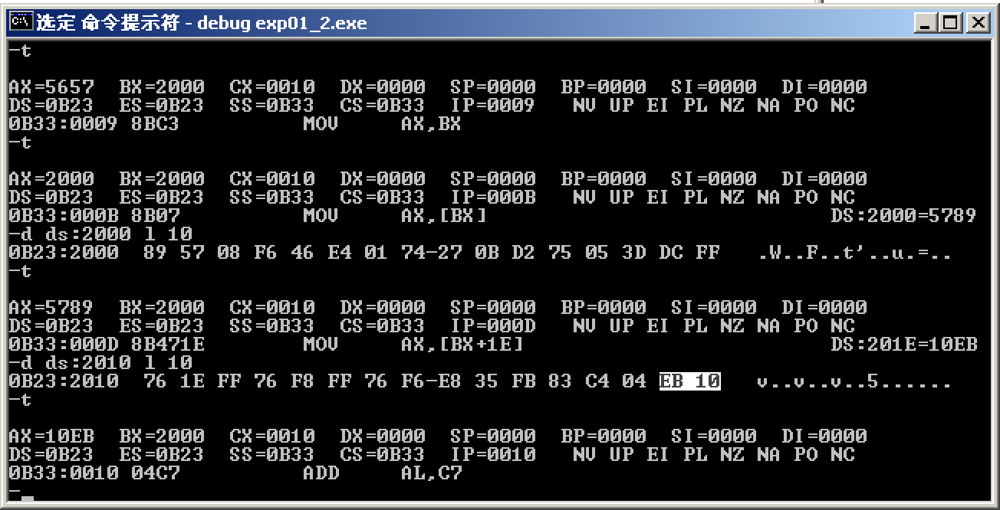 选定 命令提示符 - debug exp01_2.exe
-t
AX=5657 BX=2000 CX=0010 DX=0000 SP=0000 BP=0000 SI=0000 DI=0000
DS=0B23 ES=0B23 SS=0B33 CS=0B33 IP=0009 NV UP EI PL NZ NA PO NC
0B33:0009 8BC3 MOV AX,BX
-t
AX=2000 BX=2000 CX=0010 DX=0000 SP=0000 BP=0000 SI=0000 DI=0000
DS=0B23 ES=0B23 SS=0B33 CS=0B33 IP=000B NV UP EI PL NZ NA PO NC
0B33:000B 8B07 MOV AX,[BX] DS:2000=5789
-d ds:2000 l 10
0B23:2000 89 57 08 F6 46 E4 01 74-27 0B D2 75 05 3D DC FF .W..F..t'..u.=..
-t
AX=5789 BX=2000 CX=0010 DX=0000 SP=0000 BP=0000 SI=0000 DI=0000
DS=0B23 ES=0B23 SS=0B33 CS=0B33 IP=000D NV UP EI PL NZ NA PO NC
0B33:000D 8B471E MOV AX,[BX+1E] DS:201E=10EB
-d ds:2010 l 10
0B23:2010 76 1E FF 76 F8 FF 76 F6-E8 35 FB 83 C4 04 EB 10 v..v..v..5......
-t
AX=10EB BX=2000 CX=0010 DX=0000 SP=0000 BP=0000 SI=0000 DI=0000
DS=0B23 ES=0B23 SS=0B33 CS=0B33 IP=0010 NV UP EI PL NZ NA PO NC
0B33:0010 04C7 ADD AL,C7
-